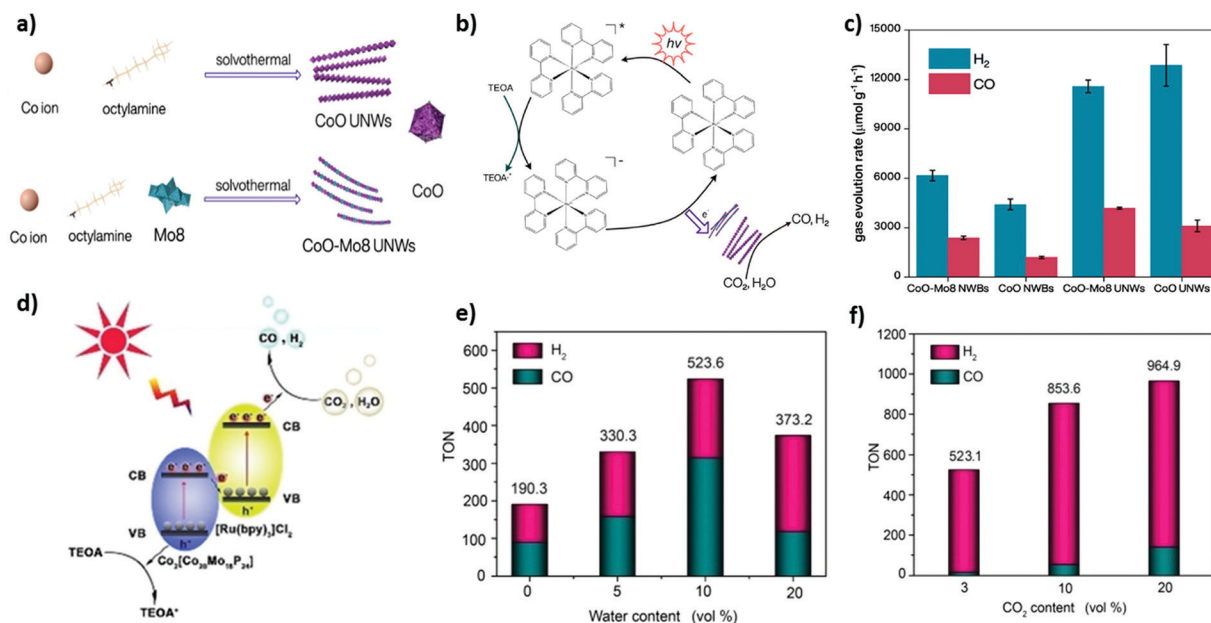 a)
Co ion
octylamine
solvothermal
CoO UNWs
CoO
Co ion
octylamine
Mo8
solvothermal
CoO-Mo8 UNWs
b)
*
hν
TEOA
TEOA·⁺
-
e⁻
CO, H₂
CO₂, H₂O
c)
gas evolution rate (μmol g⁻¹ h⁻¹)
15000
12000
9000
6000
3000
0
H₂
CO
CoO-Mo8 NWBs
CoO NWBs
CoO-Mo8 UNWs
CoO UNWs
d)
CO , H₂
CO₂, H₂O
e⁻
e⁻ e⁻ e⁻
CB
e⁻ e⁻ e⁻
CB
e⁻
VB
h⁺
[Ru(bpy)₃]Cl₂
VB
h⁺
TEOA
Co₂[Co₃₀Mo₁₈P₂₄]
TEOA⁺
e)
TON
600
500
400
300
200
100
0
H₂
CO
190.3
330.3
523.6
373.2
0
5
10
20
Water content (vol %)
f)
TON
1200
1000
800
600
400
200
0
H₂
CO
523.1
853.6
964.9
3
10
20
CO₂ content (vol %)